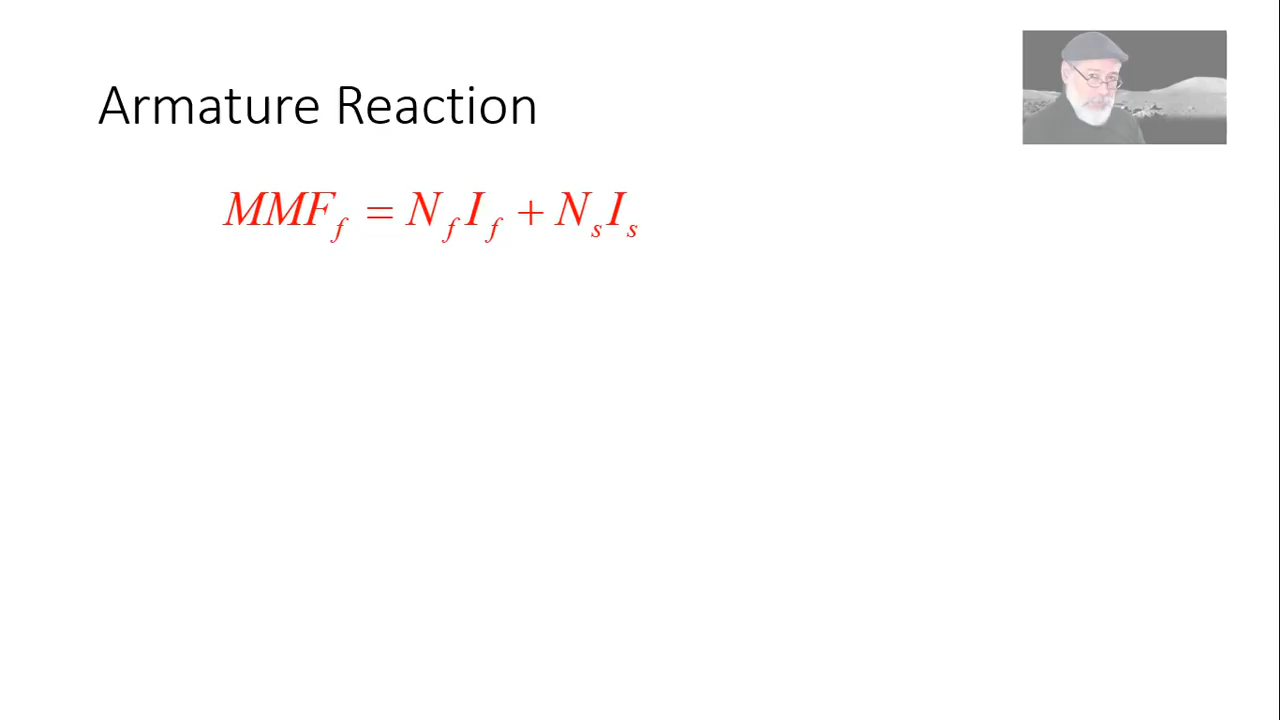 Armature Reaction
MMF_f = N_f I_f + N_s I_s